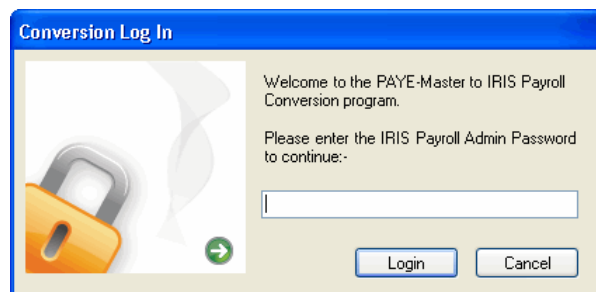 Conversion Log In
Welcome to the PAYE-Master to IRIS Payroll
Conversion program.
Please enter the IRIS Payroll Admin Password
to continue:-
Login
Cancel